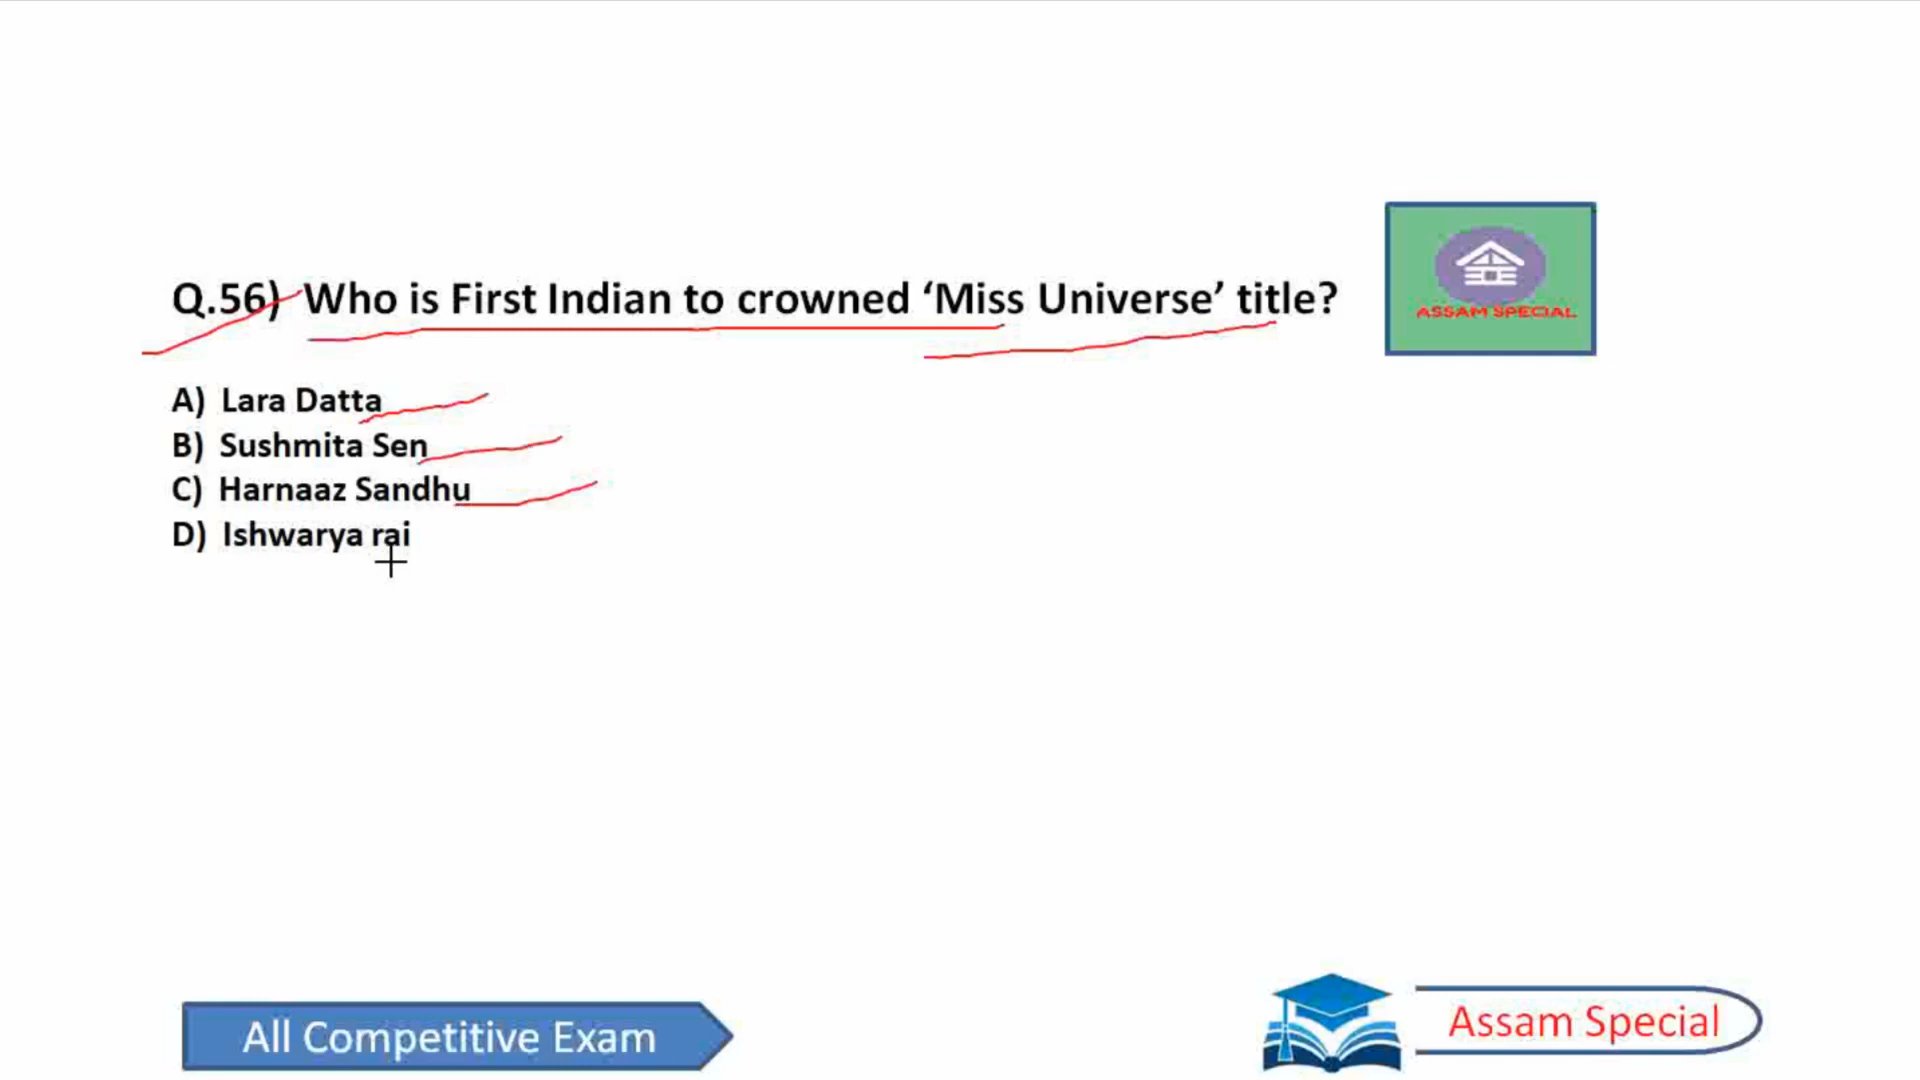 Q.56) Who is First Indian to crowned ‘Miss Universe’ title?
ASSAM SPECIAL
A) Lara Datta
B) Sushmita Sen
C) Harnaaz Sandhu
D) Ishwarya rai
All Competitive Exam
Assam Special